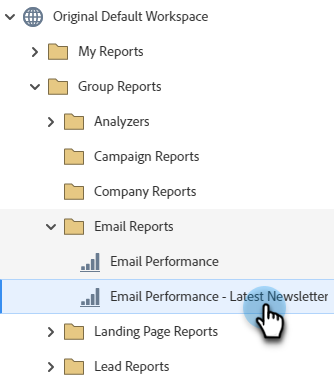 Original Default Workspace
My Reports
Group Reports
Analyzers
Campaign Reports
Company Reports
Email Reports
Email Performance
Email Performance - Latest Newsletter
Landing Page Reports
Lead Reports